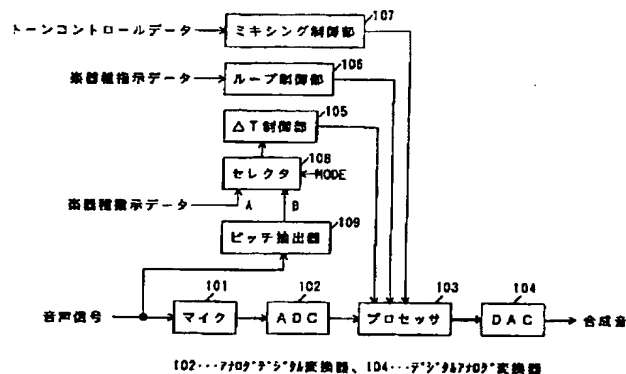 107
トーンコントロールデータ ミキシング制御部
106
楽器種指示データ ループ制御部
105
ΔT制御部
108
セレクタ MODE
楽器種指示データ A B
109
ピッチ抽出器
101 102 103 104
音声信号 マイク ADC プロセッサ DAC 合成音
102・・・アナログデジタル変換器、104・・・デジタルアナログ変換器